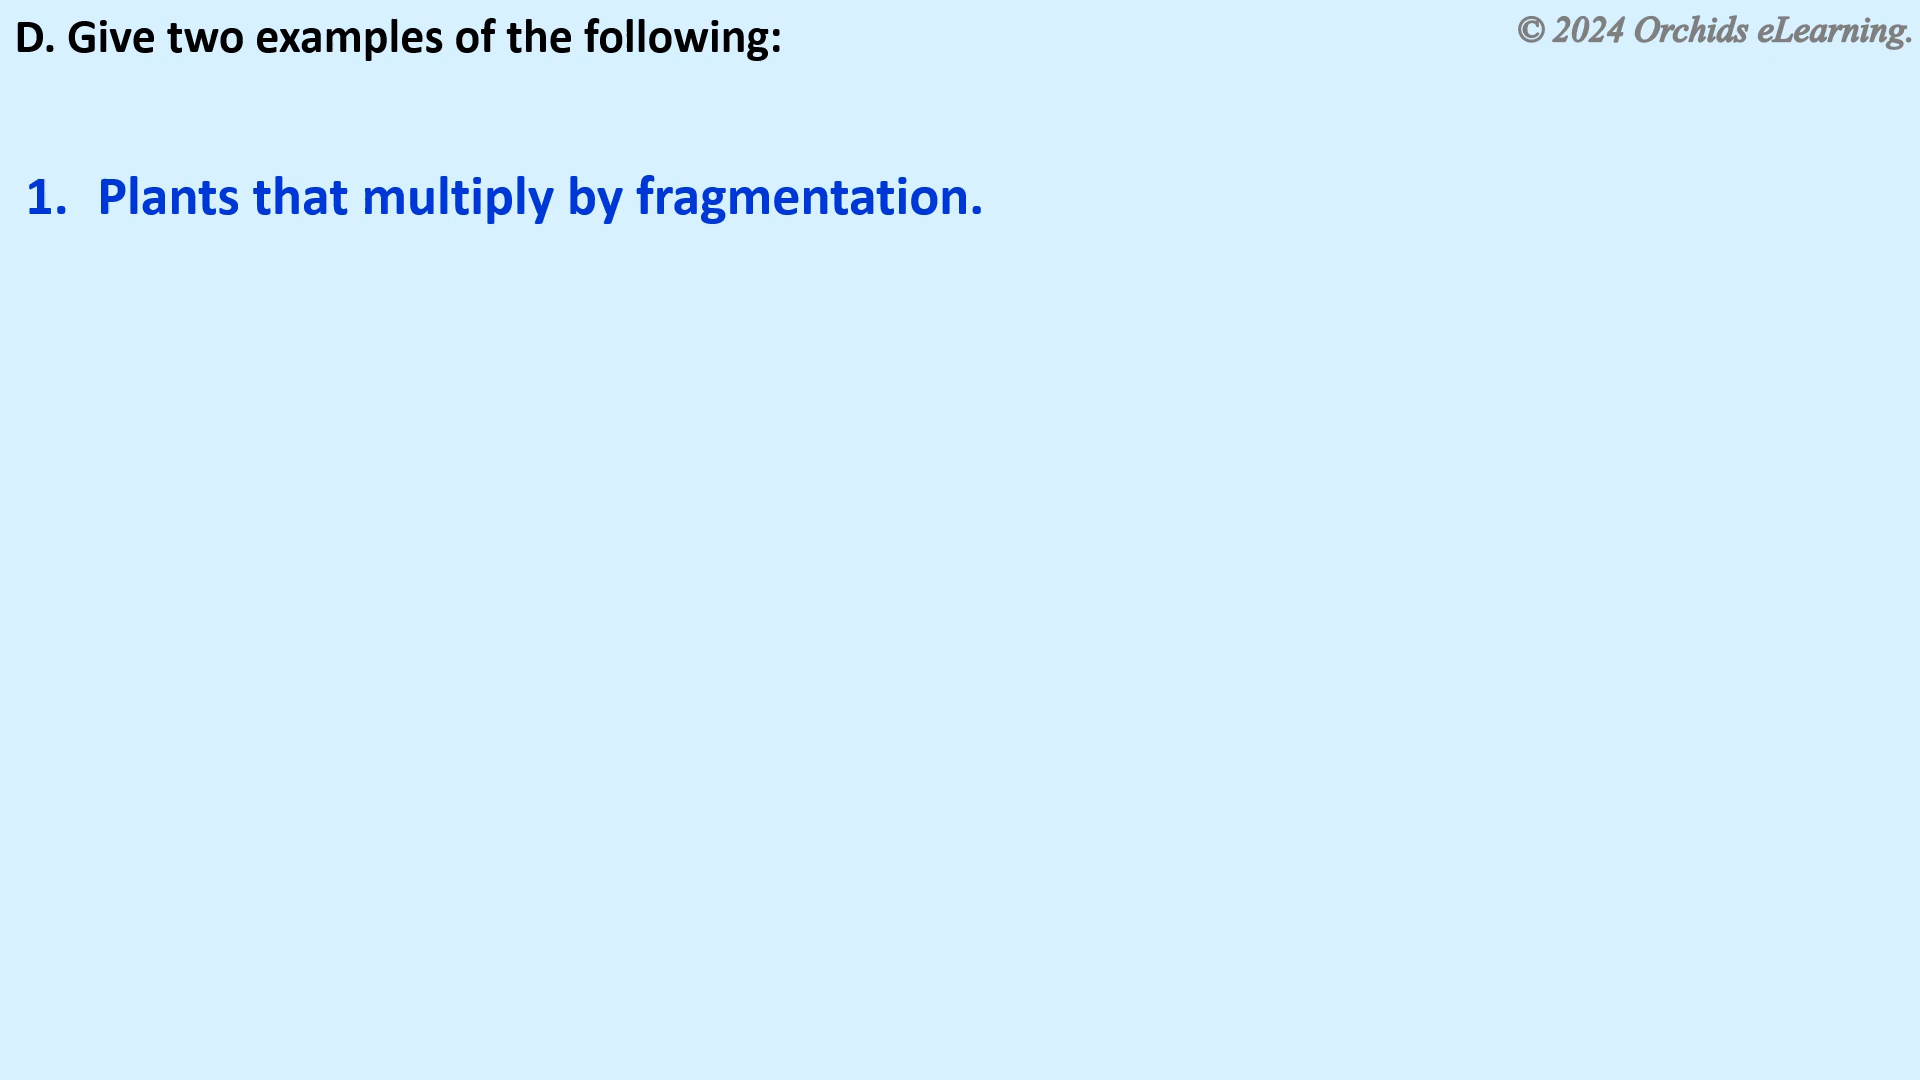 D. Give two examples of the following:
© 2024 Orchids eLearning.
1. Plants that multiply by fragmentation.